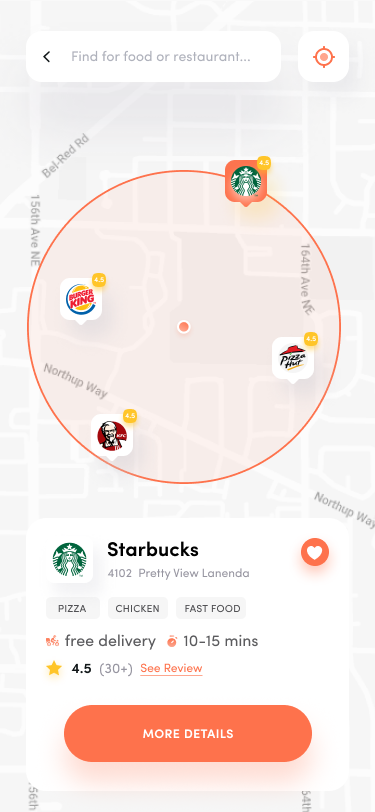 Find for food or restaurant...
Bel-Red Rd
156th Ave NE
164th Ave NE
4.5
4.5
BURGER
KING
4.5
Pizza
Hut
Northup Way
4.5
KFC
Northup Way
Starbucks
4102 Pretty View Lanenda
PIZZA CHICKEN FAST FOOD
free delivery 10-15 mins
4.5 (30+) See Review
MORE DETAILS